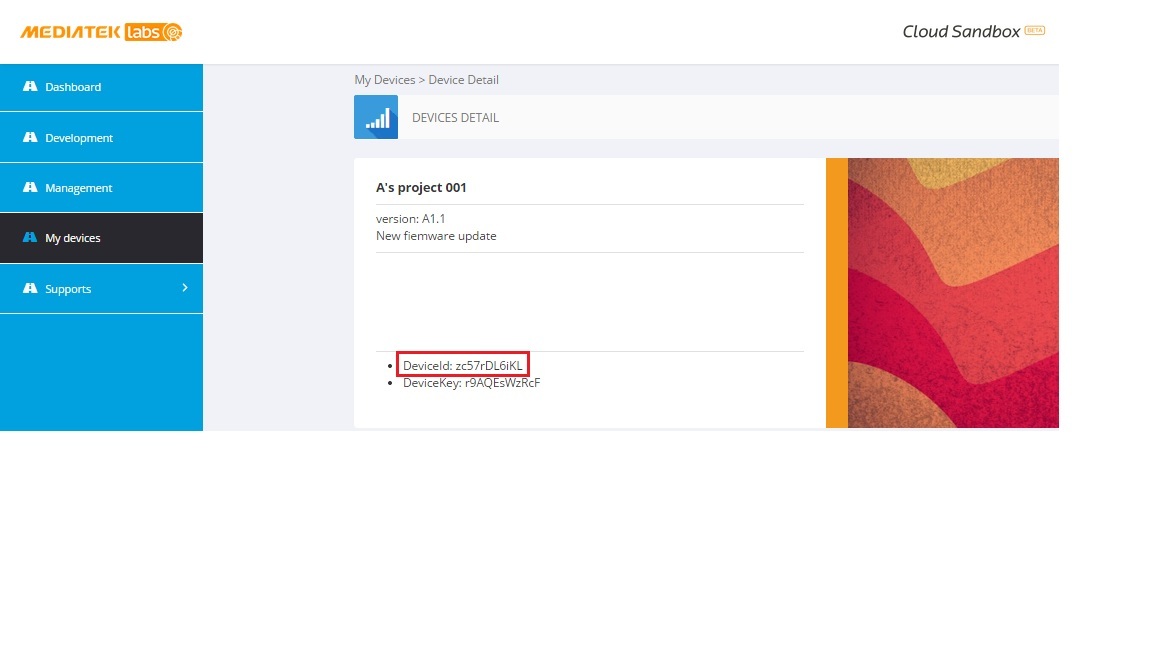 MEDIATEK labs
Cloud Sandbox BETA
Dashboard
Development
Management
My devices
Supports
My Devices > Device Detail
DEVICES DETAIL
A's project 001
version: A1.1
New fiemware update
DeviceId: zc57rDL6iKL
DeviceKey: r9AQEsWzRcF